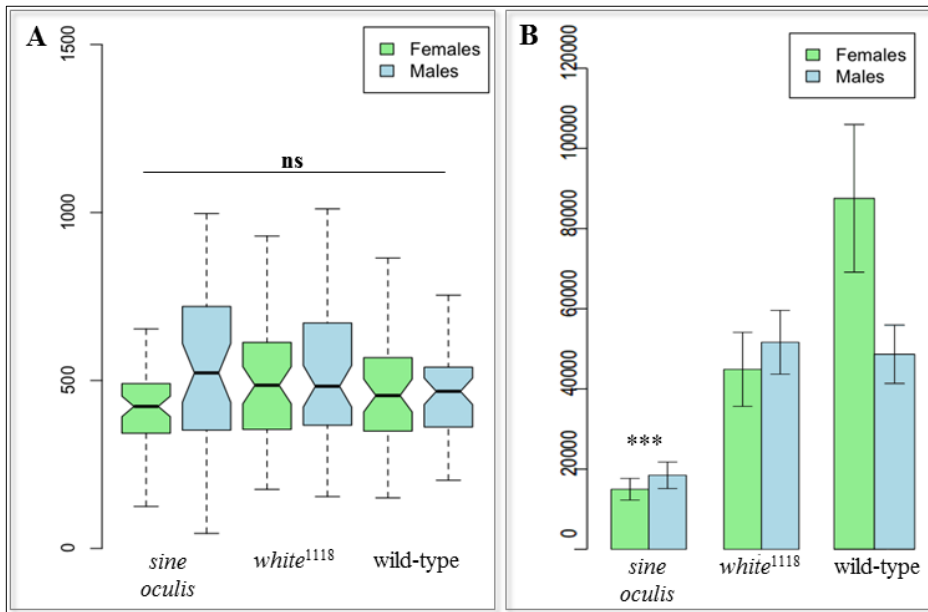 A
Females
Males
1500
1000
500
0
ns
sine
oculis
white1118
wild-type
B
Females
Males
120000
100000
80000
60000
40000
20000
0
***
sine
oculis
white1118
wild-type